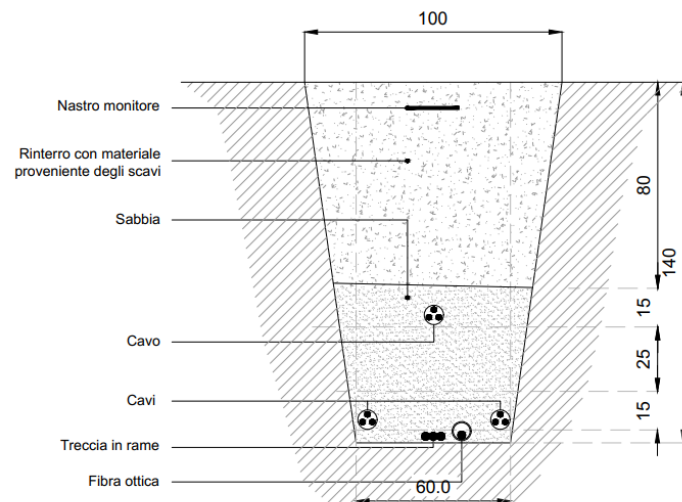 100
Nastro monitore
Rinterro con materiale
proveniente degli scavi
80
Sabbia
140
15
Cavo
25
Cavi
15
Treccia in rame
Fibra ottica
60.0